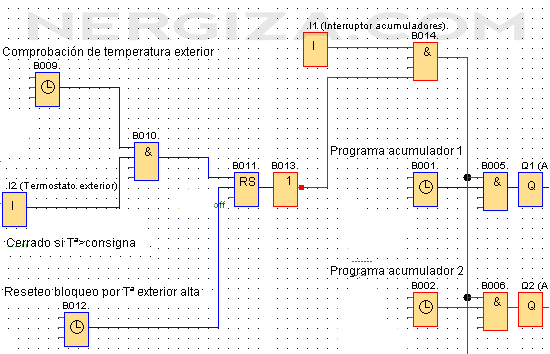 NERGIZA.COM
.I1 (Interruptor acumuladores).
I
B014.
&
Comprobación de temperatura exterior
B009.
B010.
&
Programa acumulador 1
.I2 (Termostato exterior)
I
B011.
RS
off
B013.
1
B001.
B005.
&
Q1 (A
Q
Cerrado si Tª>consigna
Programa acumulador 2
Reseteo bloqueo por Tª exterior alta
B012.
B002.
B006.
&
Q2 (A
Q